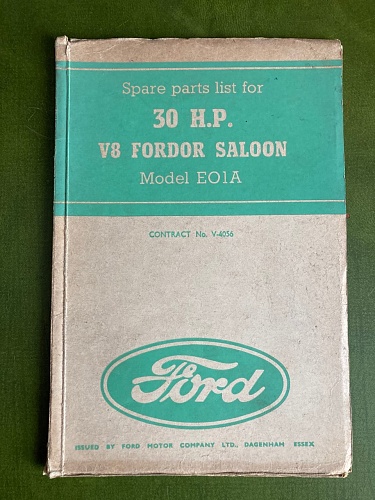 Spare parts list for
30 H.P.
V8 FORDOR SALOON
Model EO1A
CONTRACT No. V-4056
Ford
ISSUED BY FORD MOTOR COMPANY LTD., DAGENHAM ESSEX